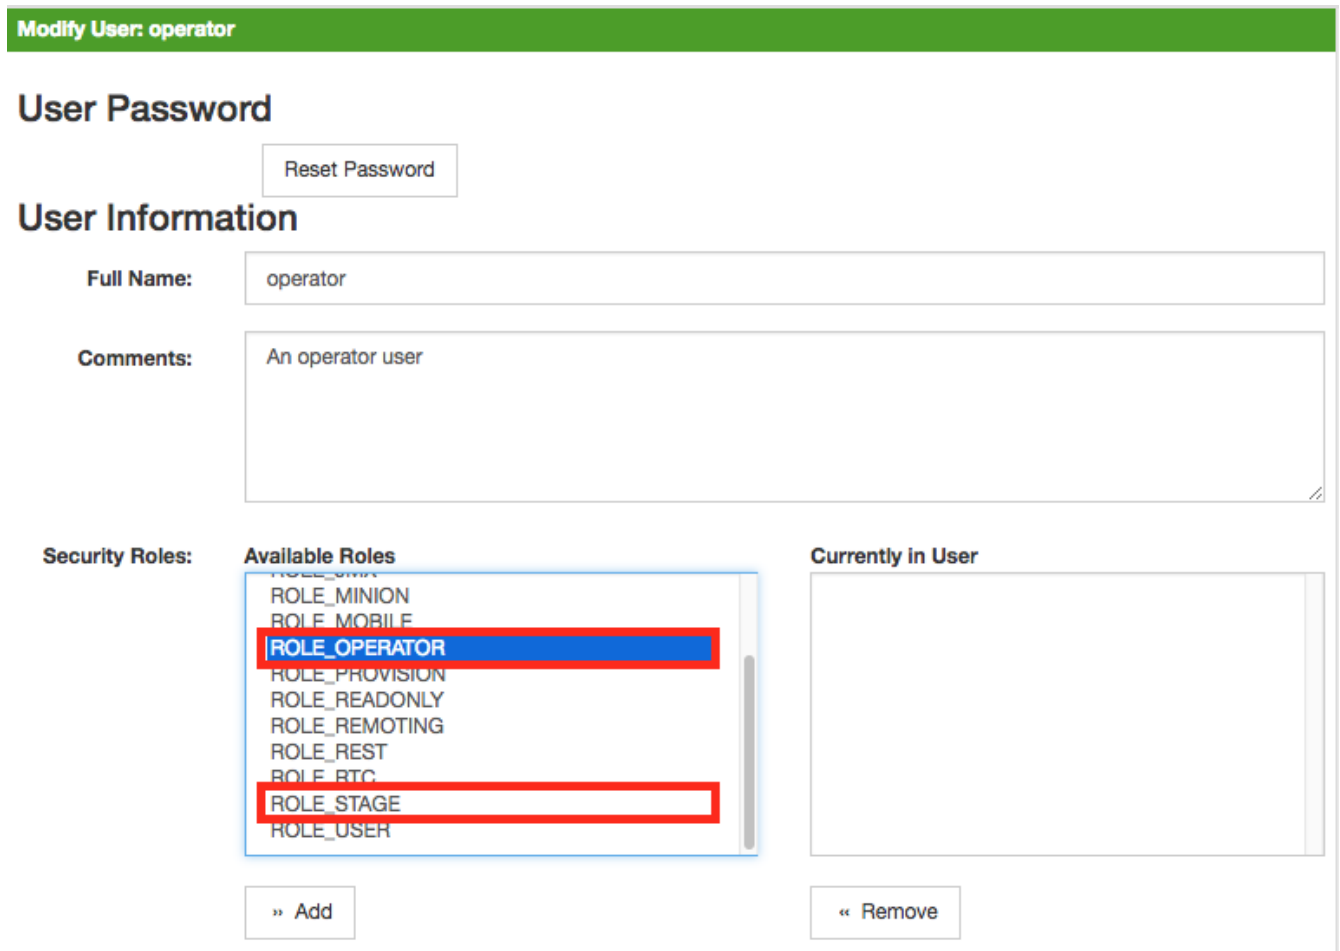 Modify User: operator
User Password
Reset Password
User Information
Full Name: operator
Comments: An operator user
Security Roles: Available Roles Currently in User
ROLE_JMX
ROLE_MINION
ROLE_MOBILE
ROLE_OPERATOR
ROLE_PROVISION
ROLE_READONLY
ROLE_REMOTING
ROLE_REST
ROLE_RTC
ROLE_STAGE
ROLE_USER
» Add « Remove